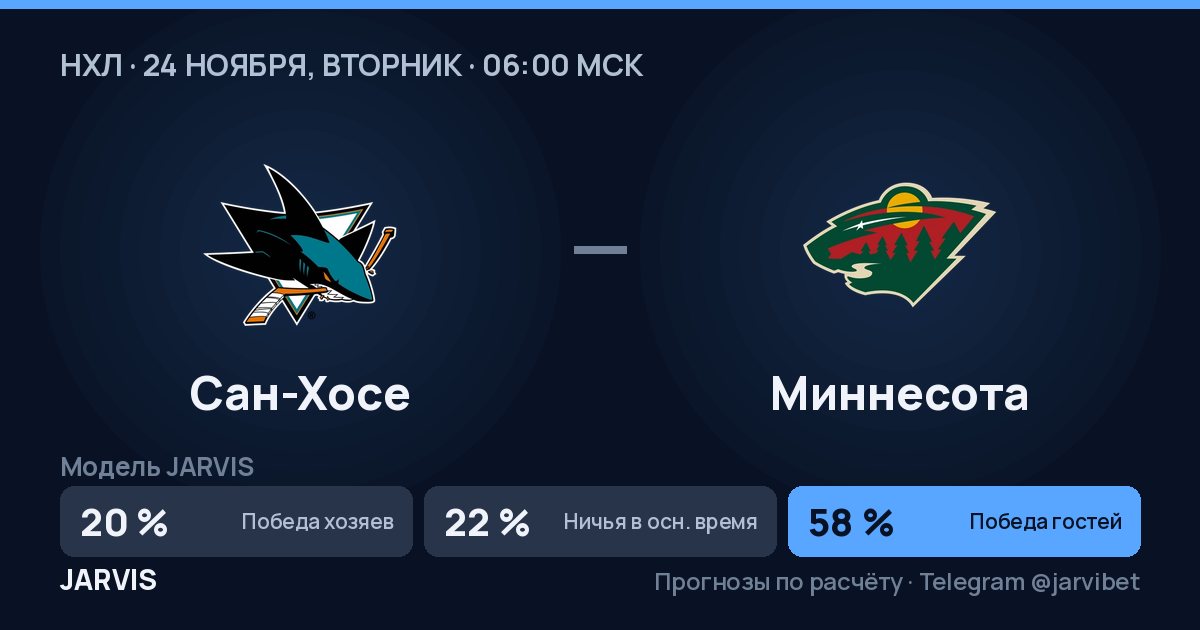 НХЛ · 24 НОЯБРЯ, ВТОРНИК · 06:00 МСК
Сан-Хосе
Миннесота
Модель JARVIS
20 % Победа хозяев
22 % Ничья в осн. время
58 % Победа гостей
JARVIS
Прогнозы по расчёту · Telegram @jarvibet